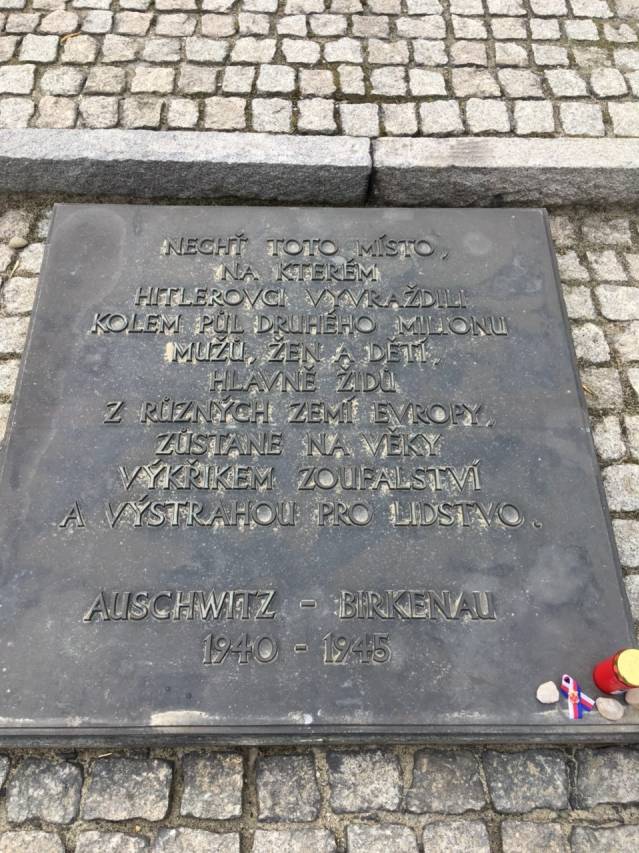 NECHŤ TOTO MÍSTO,
NA KTERÉM
HITLEROVCI VYVRAŽDILI
KOLEM PŮL DRUHÉHO MILIONU
MUŽŮ, ŽEN A DĚTÍ,
HLAVNĚ ŽIDŮ
Z RŮZNÝCH ZEMÍ EVROPY,
ZŮSTANE NA VĚKY
VÝKŘIKEM ZOUFALSTVÍ
A VÝSTRAHOU PRO LIDSTVO.
AUSCHWITZ - BIRKENAU
1940 - 1945